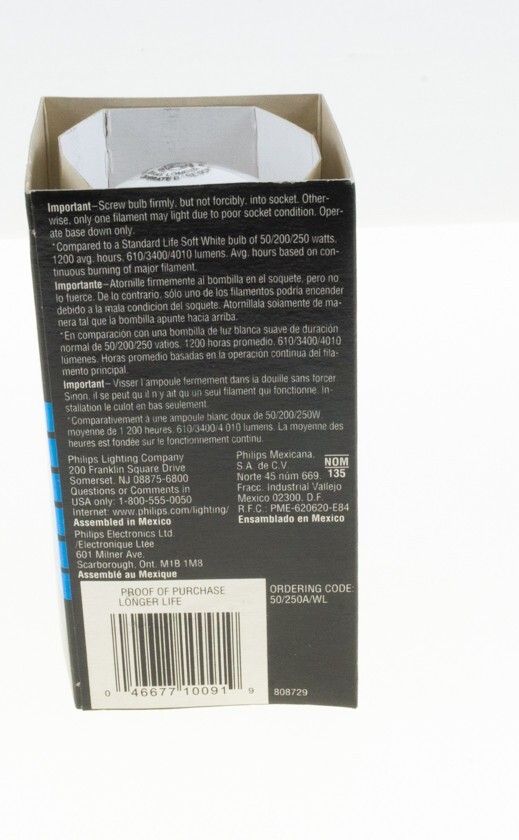 Important–Screw bulb firmly, but not forcibly, into socket. Other-
wise, only one filament may light due to poor socket condition. Oper-
ate base down only.
*Compared to a Standard Life Soft White bulb of 50/200/250 watts.
1200 avg. hours. 610/3400/4010 lumens. Avg. hours based on con-
tinuous burning of major filament.
Importante–Atornille firmemente al bombilla en el soquete, pero no
lo fuerce. De lo contrario, sólo uno de los filamentos podría encender
debido a la mala condicion del soquete. Atornillala solamente de ma-
nera tal que la bombilla apunte hacia arriba.
*En comparación con una bombilla de luz blanca suave de duración
normal de 50/200/250 vatios. 1200 horas promedio. 610/3400/4010
lúmenes. Horas promedio basadas en la operación continua del fila-
mento principal.
Important– Visser l'ampoule fermement dans la douille sans forcer
Sinon, il se peut qu il n'y ait qu un seul filament qui fonctionne. In-
stallation le culot en bas seulement.
*Comparativement à une ampoule blanc doux de 50/200/250W
moyenne de 1 200 heures. 610/3400/4 010 lumens. La moyenne des
heures est fondée sur le fonctionnement continu.
Philips Lighting Company
200 Franklin Square Drive
Somerset, NJ 08875-6800
Questions or Comments in
USA only: 1-800-555-0050
Internet: www.philips.com/lighting/
Assembled in Mexico
Philips Electronics Ltd
/Electronique Ltée
601 Milner Ave.
Scarborough, Ont. M1B 1M8
Assemblé au Mexique
Philips Mexicana.
S.A. de C.V.
Norte 45 núm 669
Fracc. industrial Vallejo
Mexico 02300, D.F.
R.F.C.: PME-620620-E84
Ensamblado en Mexico
NOM
135
PROOF OF PURCHASE
LONGER LIFE
0 46677 10091 9
ORDERING CODE:
50/250A/WL
808729